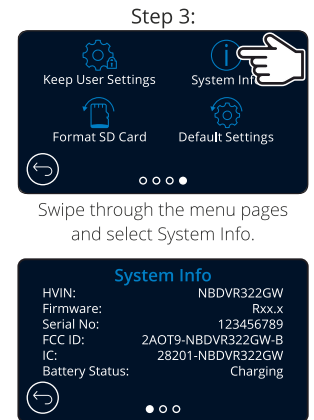 Step 3:
Keep User Settings
System Inf
Format SD Card
Default Settings
Swipe through the menu pages
and select System Info.
System Info
HVIN: NBDVR322GW
Firmware: Rxx.x
Serial No: 123456789
FCC ID: 2AOT9-NBDVR322GW-B
IC: 28201-NBDVR322GW
Battery Status: Charging